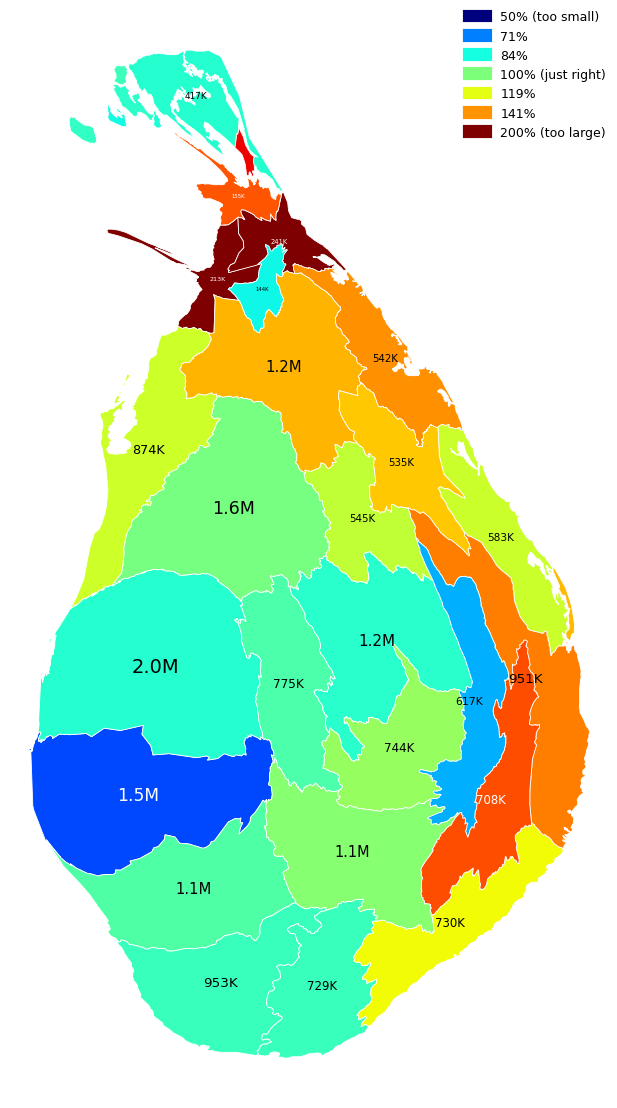 50% (too small)
71%
84%
100% (just right)
119%
141%
200% (too large)
417K
155K
241K
213K
144K
542K
1.2M
874K
535K
1.6M
545K
583K
1.2M
2.0M
775K
951K
617K
744K
1.5M
708K
1.1M
1.1M
730K
953K
729K